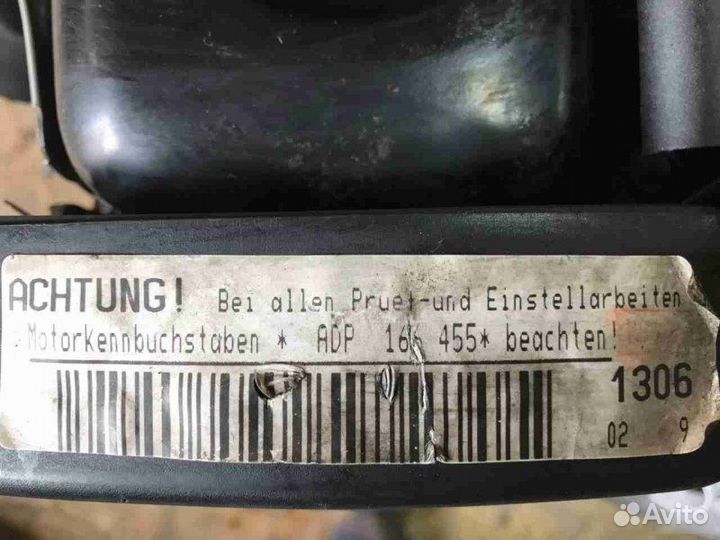 ACHTUNG! Bei allen Pruef-und Einstellarbeiten
Motorkennbuchstaben * ADP 455* beachten!
1306
02 9
Avito